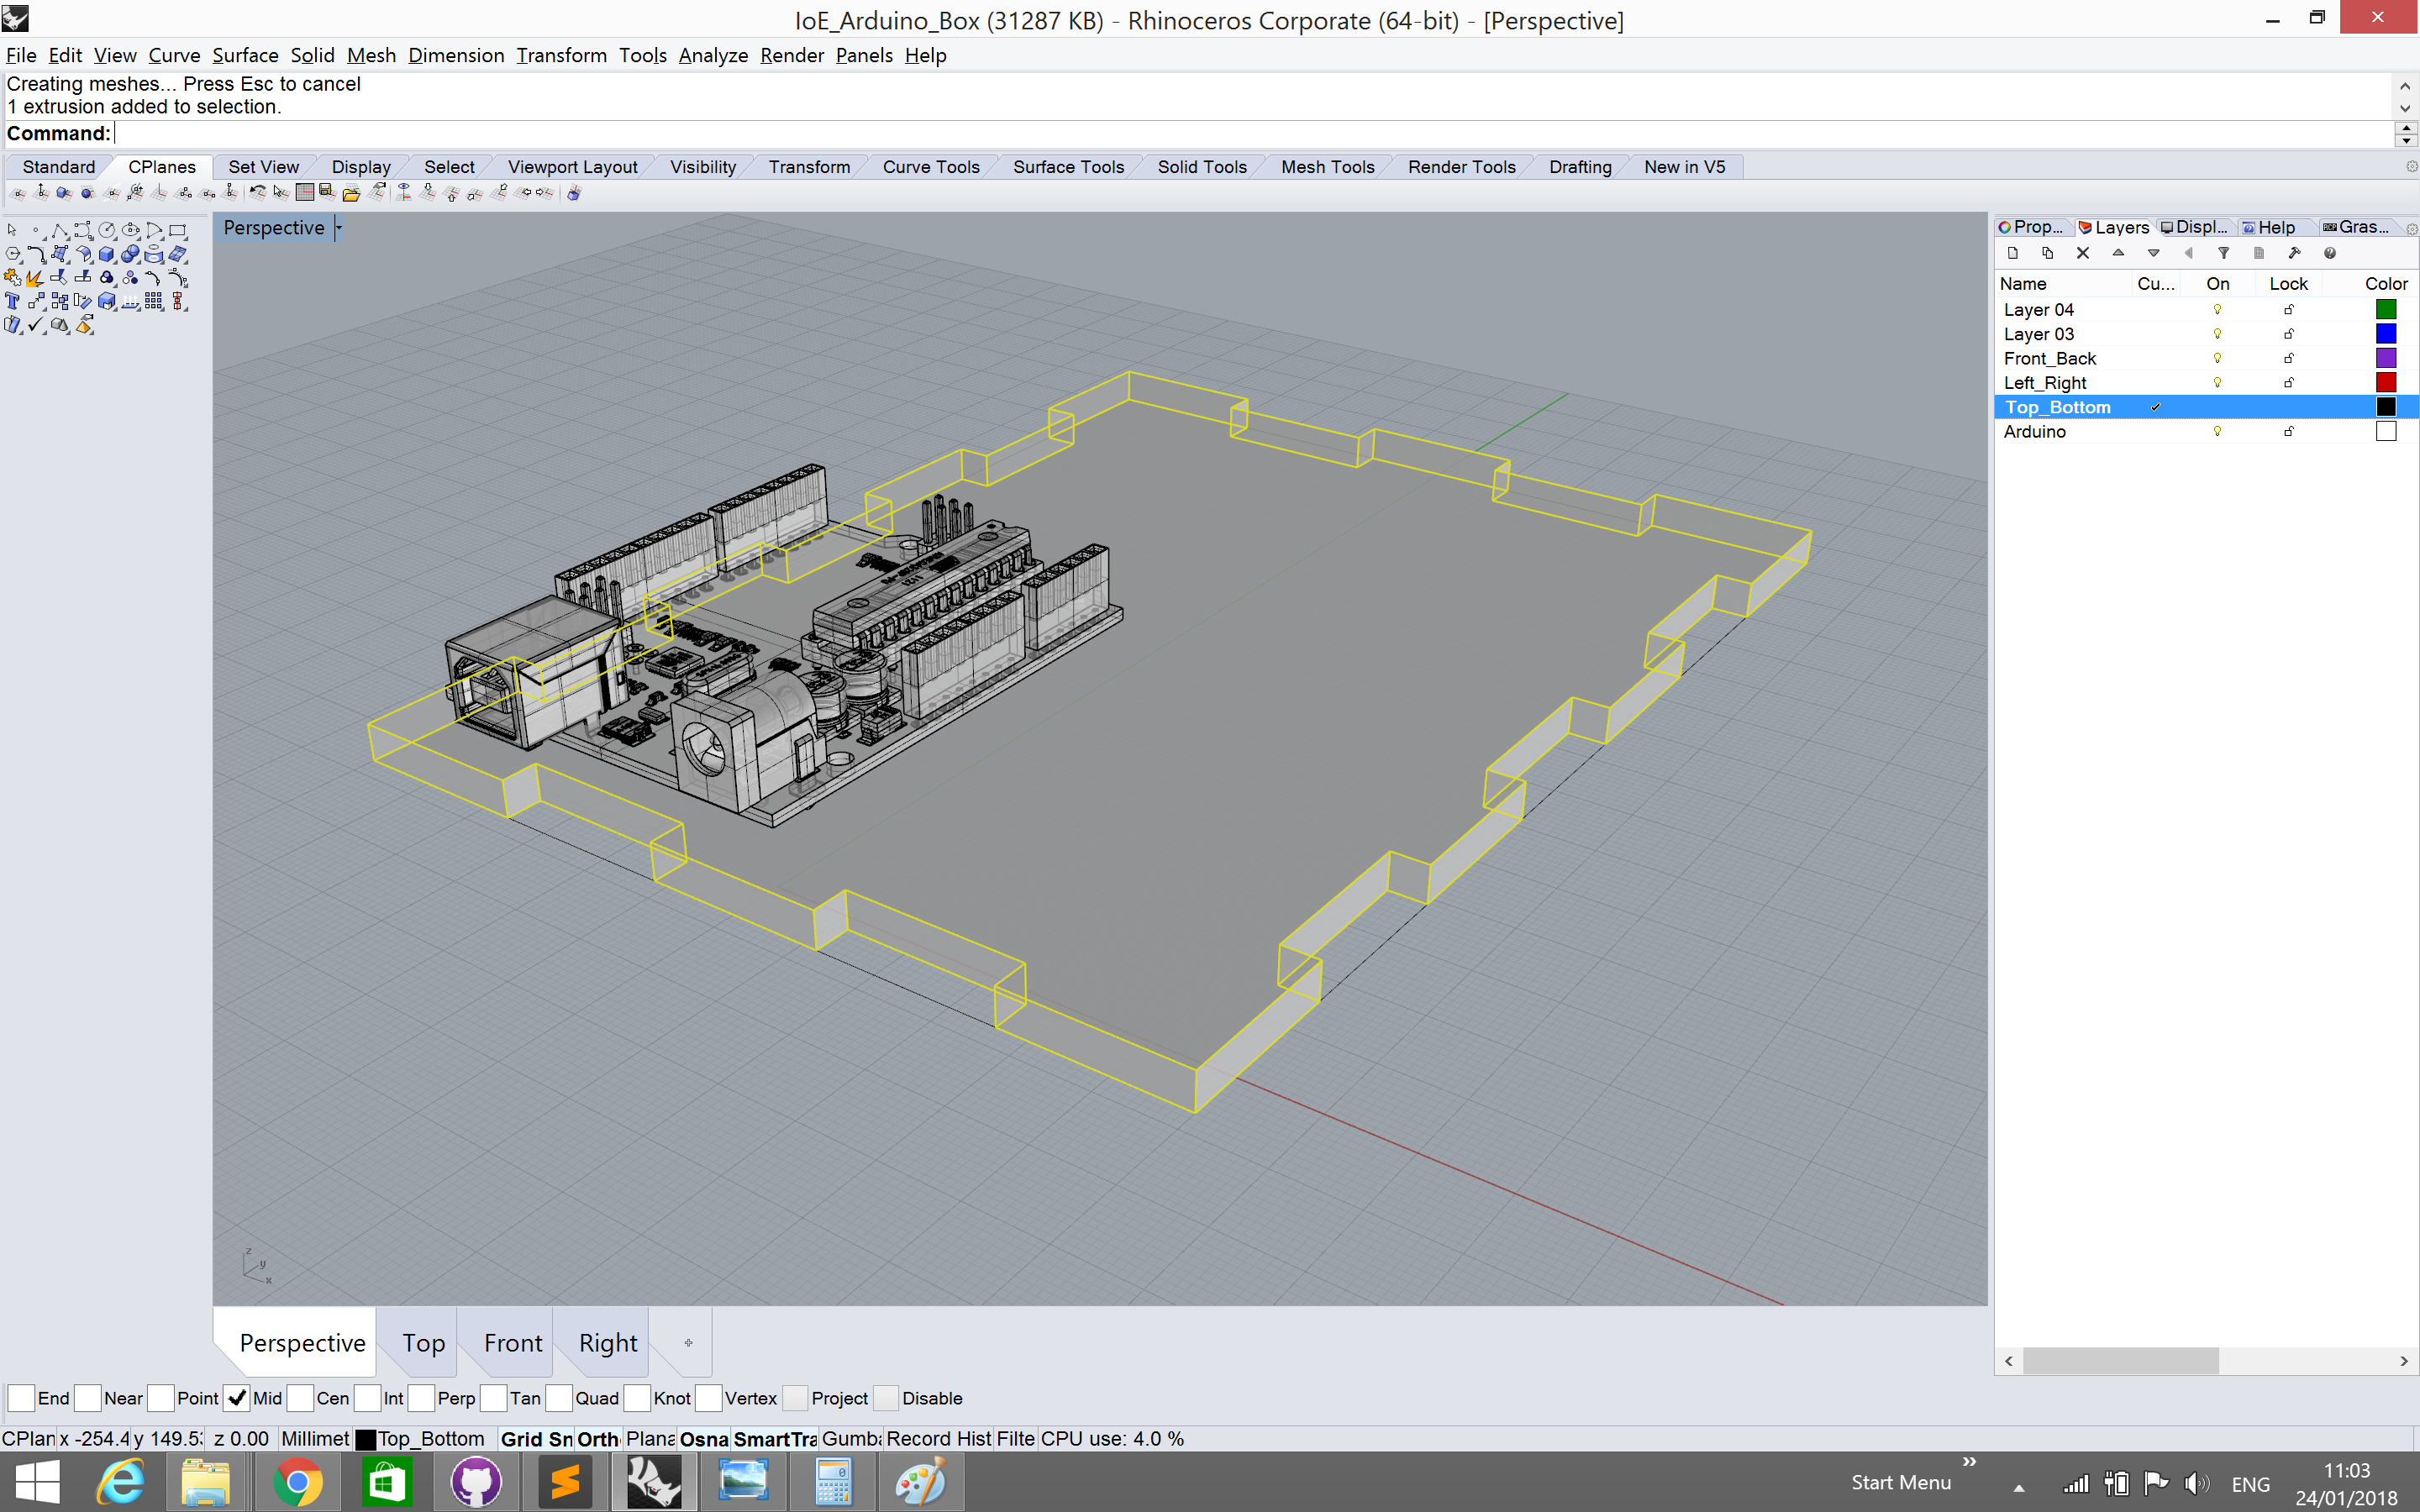 IoE_Arduino_Box (31287 KB) - Rhinoceros Corporate (64-bit) - [Perspective]
File Edit View Curve Surface Solid Mesh Dimension Transform Tools Analyze Render Panels Help
Creating meshes... Press Esc to cancel
1 extrusion added to selection.
Command:
Standard CPlanes Set View Display Select Viewport Layout Visibility Transform Curve Tools Surface Tools Solid Tools Mesh Tools Render Tools Drafting New in V5
Perspective
Prop... Layers Displ... Help Gras...
Name Cu... On Lock Color
Layer 04
Layer 03
Front_Back
Left_Right
Top_Bottom
Arduino
z
y
x
Perspective Top Front Right
End Near Point Mid Cen Int Perp Tan Quad Knot Vertex Project Disable
CPlan x -254.4 y 149.53 z 0.00 Millimet Top_Bottom Grid Sn Orth Plana Osna SmartTra Gumba Record Hist Filte CPU use: 4.0 %
Start Menu
ENG
11:03
24/01/2018